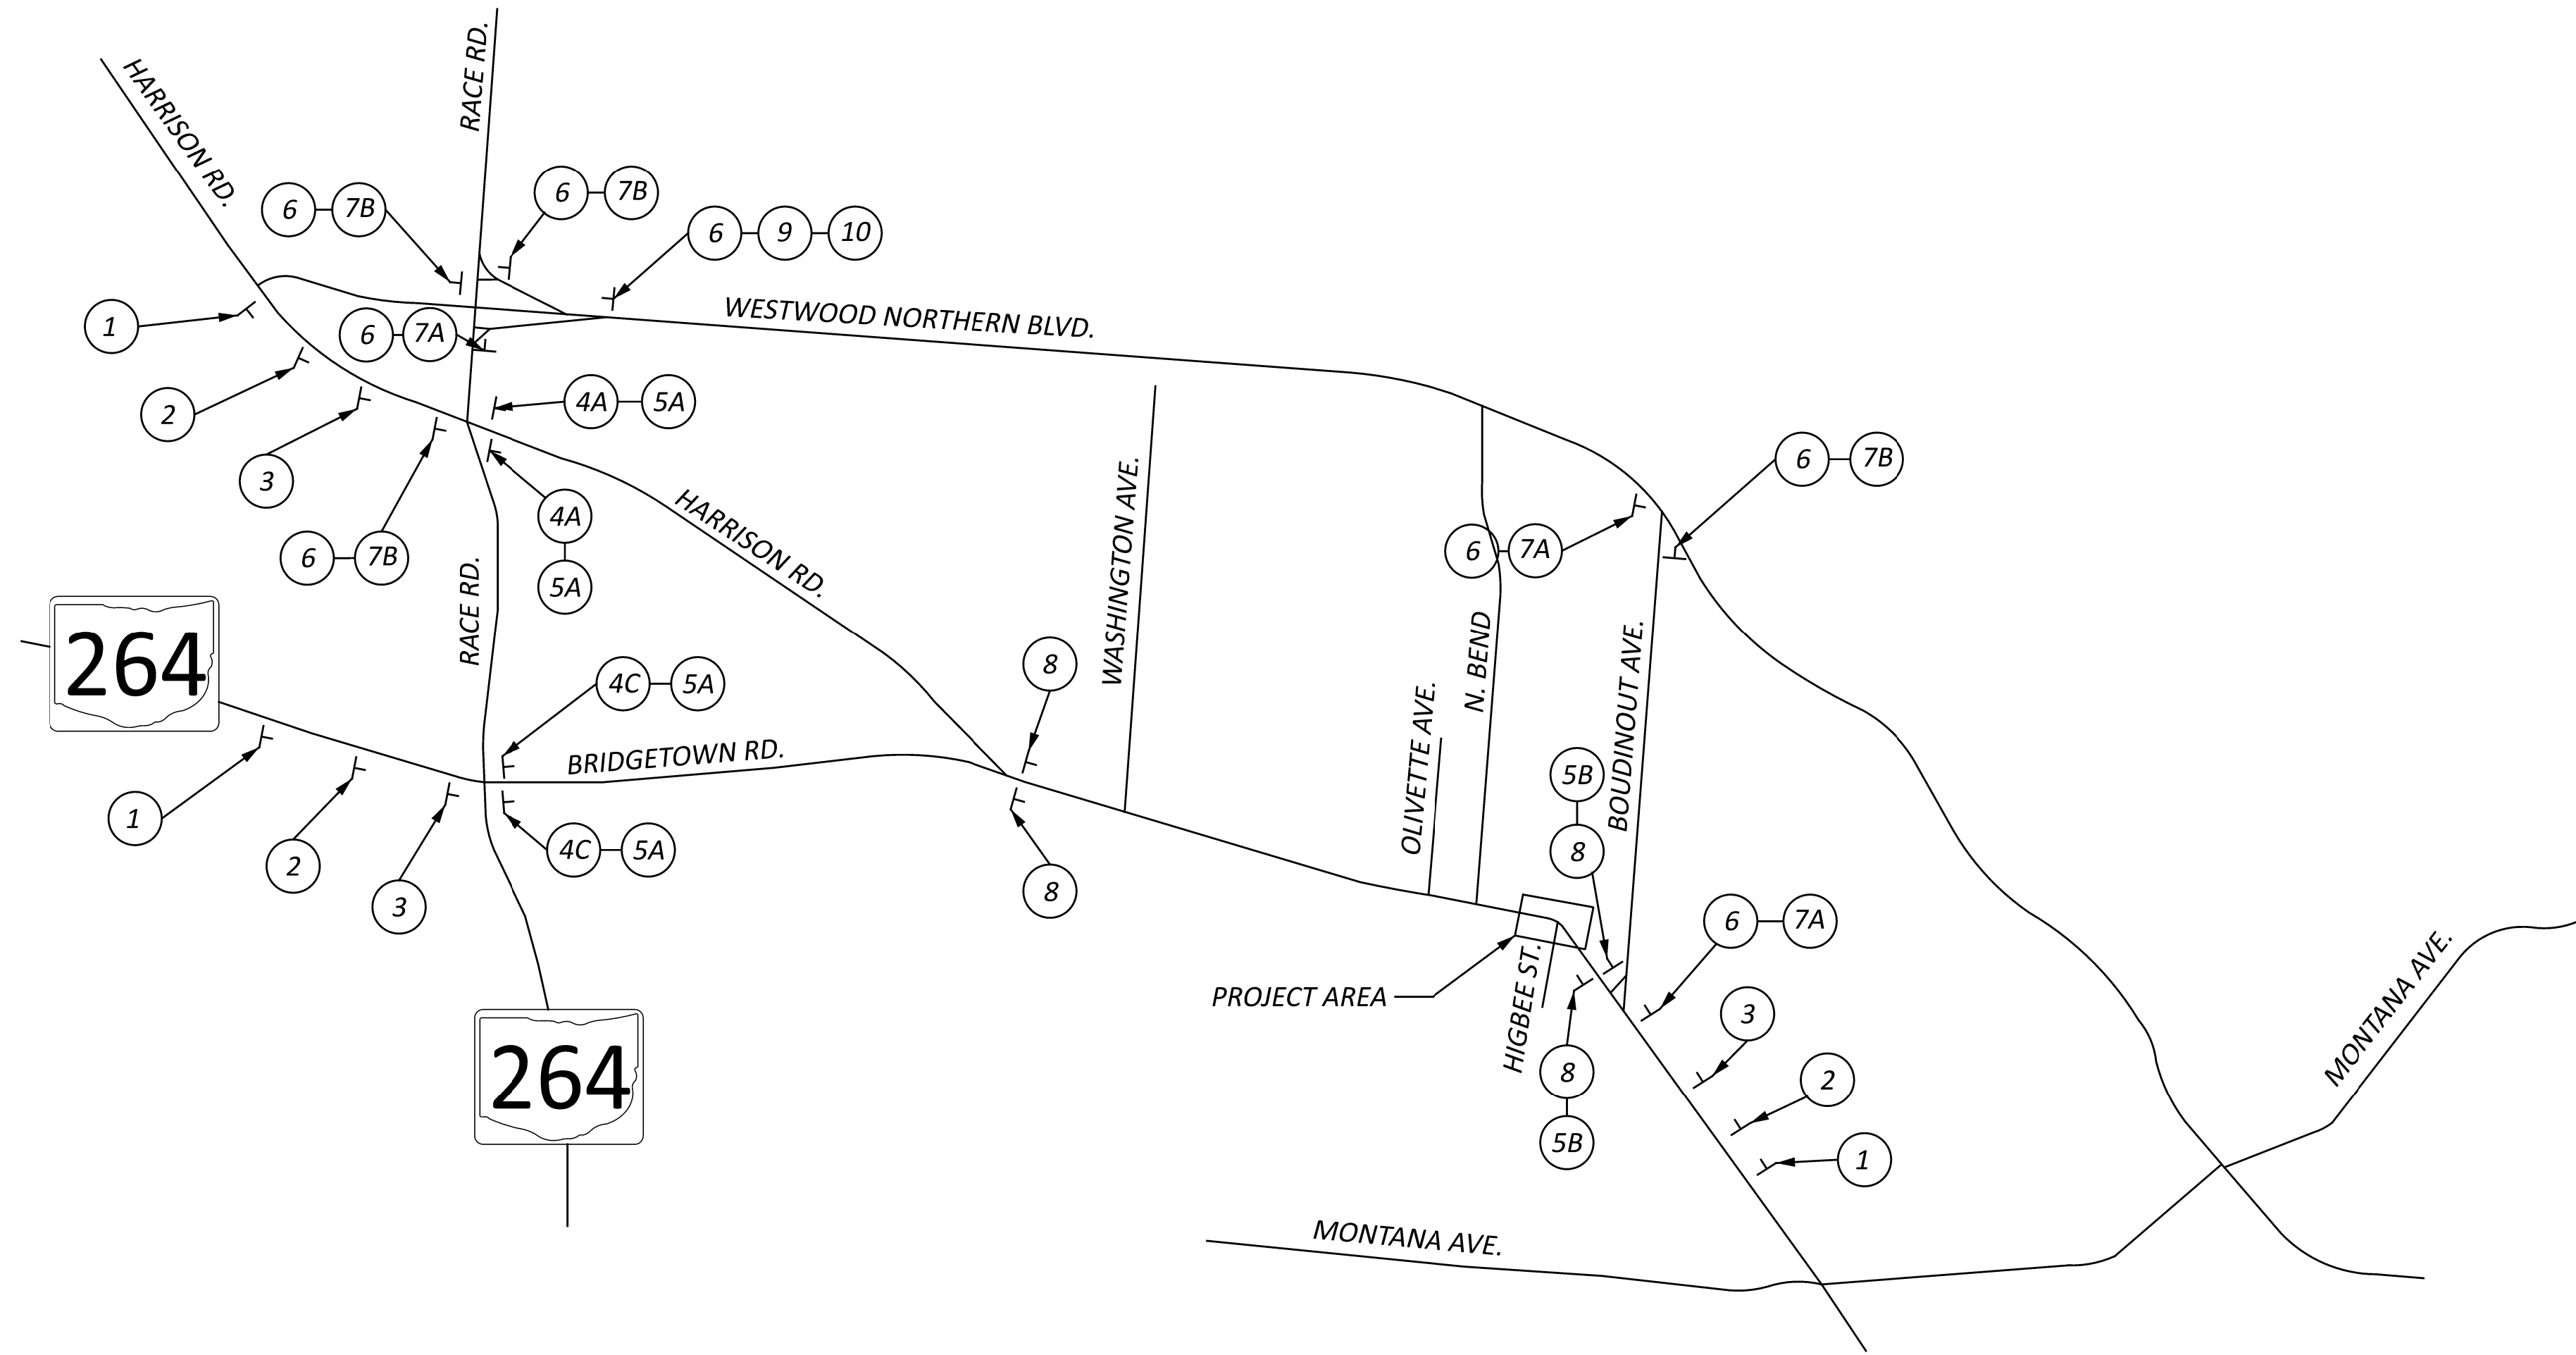 RACE RD.
HARRISON RD.
6 7B
6 7B
6 9 10
1
6 7A
WESTWOOD NORTHERN BLVD.
2
4A 5A
3
4A
5A
6 7B
HARRISON RD.
WASHINGTON AVE.
6 7B
6 7A
264
RACE RD.
4C 5A
8
N. BEND
OLIVETTE AVE.
BOUDINOUT AVE.
BRIDGETOWN RD.
5B
8
1
2
3
4C 5A
8
6 7A
PROJECT AREA
HIGBEE ST.
3
264
8
5B
2
1
MONTANA AVE.
MONTANA AVE.